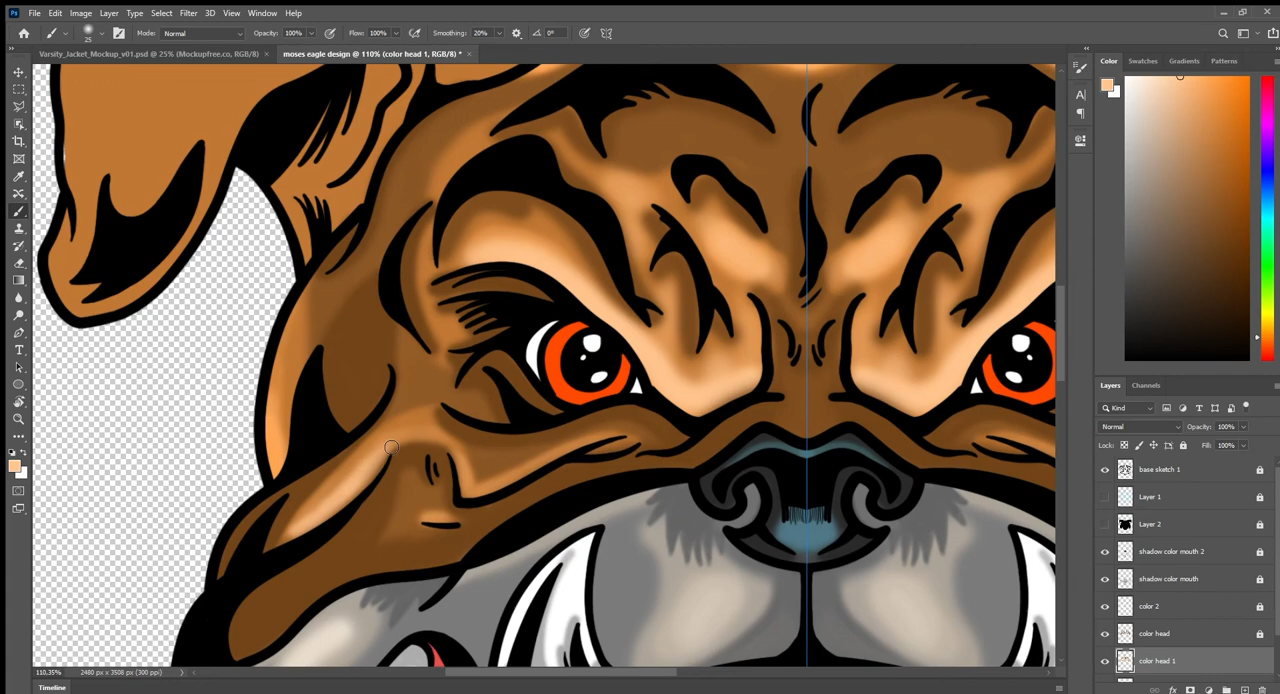 Ps File Edit Image Layer Type Select Filter 3D View Window Help
25 Mode: Normal Opacity: 100% Flow: 100% Smoothing: 20% 0°
Varsity_Jacket_Mockup_v01.psd @ 25% (Mockupfree.co, RGB/8) × moses eagle design @ 110% (color head 1, RGB/8) * ×
Color Swatches Gradients Patterns
Layers Channels
Kind
Normal Opacity: 100%
Lock: Fill: 100%
base sketch 1
Layer 1
Layer 2
shadow color mouth 2
shadow color mouth
color 2
color head
color head 1
110,35% 2480 px x 3508 px (300 ppi)
Timeline
fx